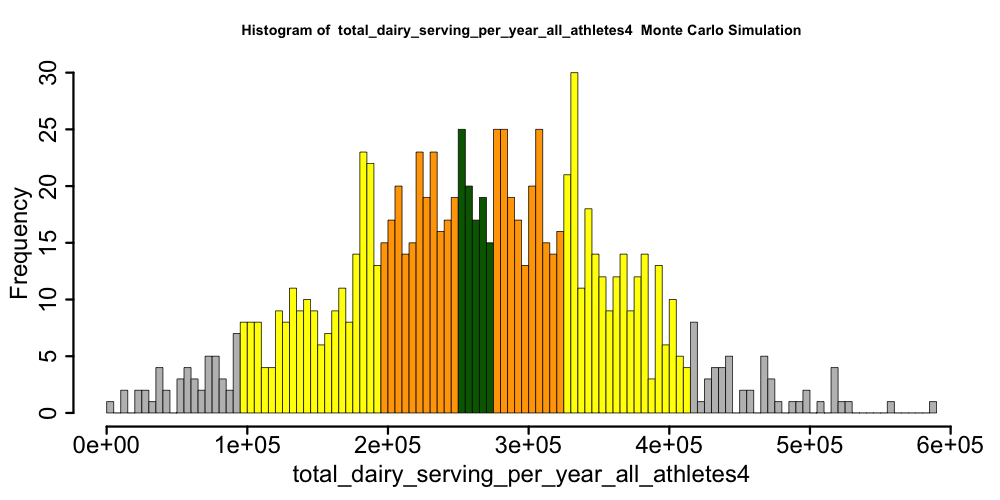 Histogram of  total_dairy_serving_per_year_all_athletes4  Monte Carlo Simulation
30
25
20
15
10
5
0
Frequency
0e+00 1e+05 2e+05 3e+05 4e+05 5e+05 6e+05
total_dairy_serving_per_year_all_athletes4